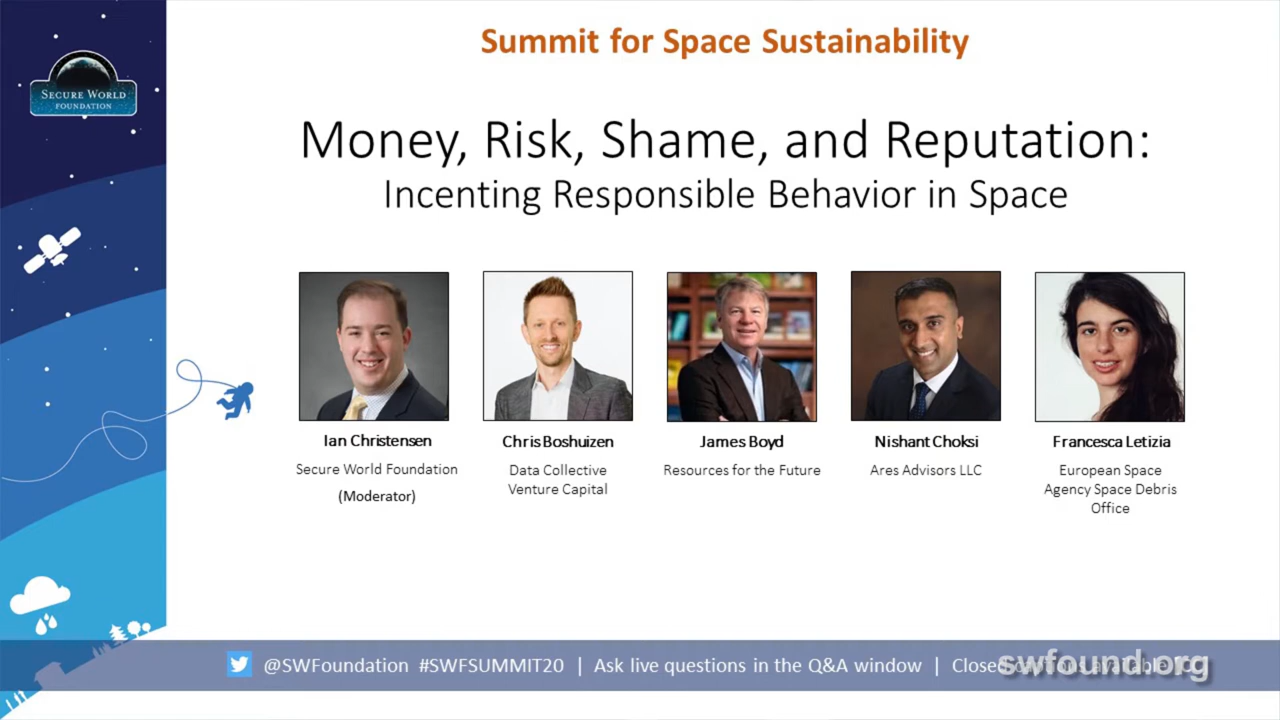 Summit for Space Sustainability
SECURE WORLD
FOUNDATION
Money, Risk, Shame, and Reputation:
Incenting Responsible Behavior in Space
Ian Christensen
Secure World Foundation
(Moderator)
Chris Boshuizen
Data Collective
Venture Capital
James Boyd
Resources for the Future
Nishant Choksi
Ares Advisors LLC
Francesca Letizia
European Space
Agency Space Debris
Office
@SWFoundation #SWFSUMMIT20 | Ask live questions in the Q&A window | Closed captions available
swfound.org